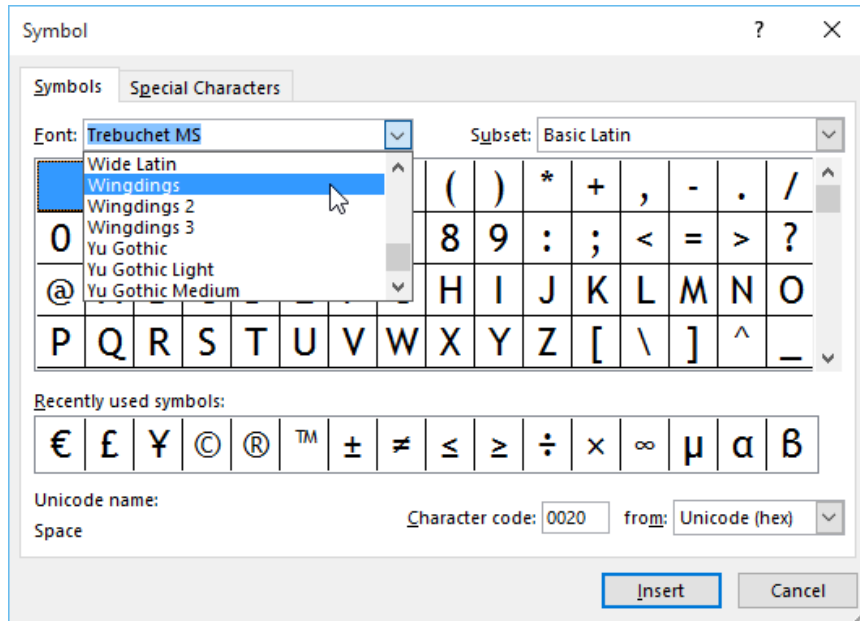 Symbol ?
Symbols Special Characters
Font: Trebuchet MS Subset: Basic Latin
Wide Latin
Wingdings
Wingdings 2
Wingdings 3
Yu Gothic
Yu Gothic Light
Yu Gothic Medium
( ) * + , - . /
0 8 9 : ; < = > ?
@ H I J K L M N O
P Q R S T U V W X Y Z [ \ ] ^ _
Recently used symbols:
€ £ ¥ © ® ™ ± ≠ ≤ ≥ ÷ × ∞ µ α β
Unicode name:
Space
Character code: 0020 from: Unicode (hex)
Insert Cancel